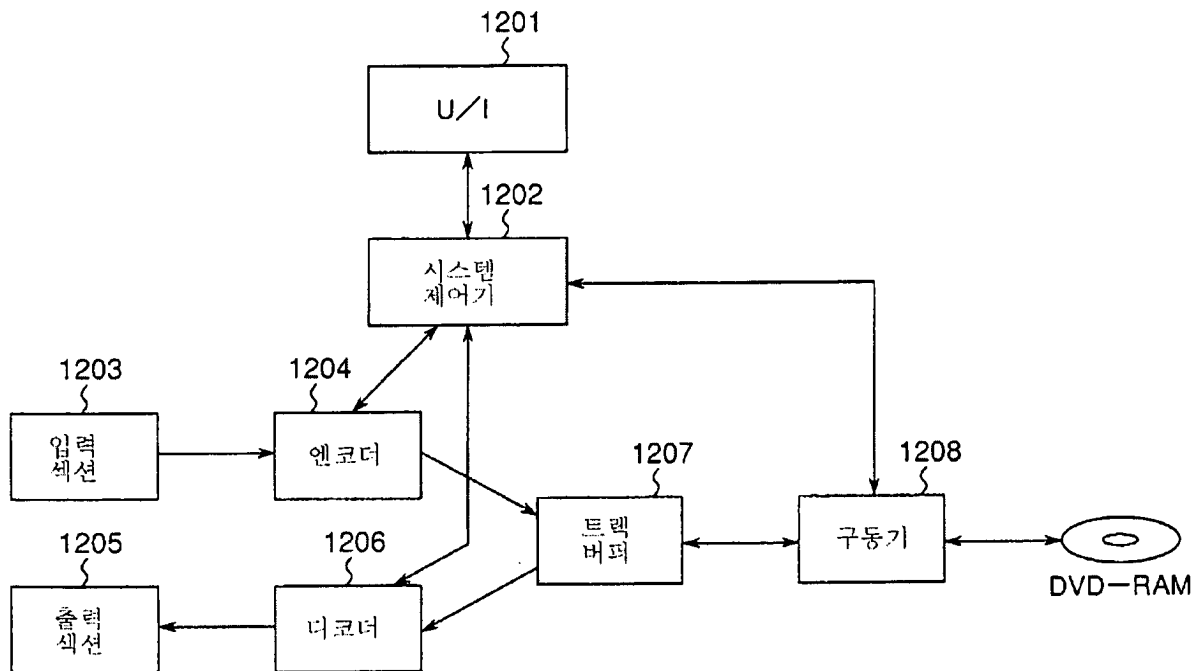 1201
U/I
1202
시스템
제어기
1203
입력
섹션
1204
엔코더
1205
출력
섹션
1206
디코더
1207
트랙
버퍼
1208
구동기
DVD-RAM